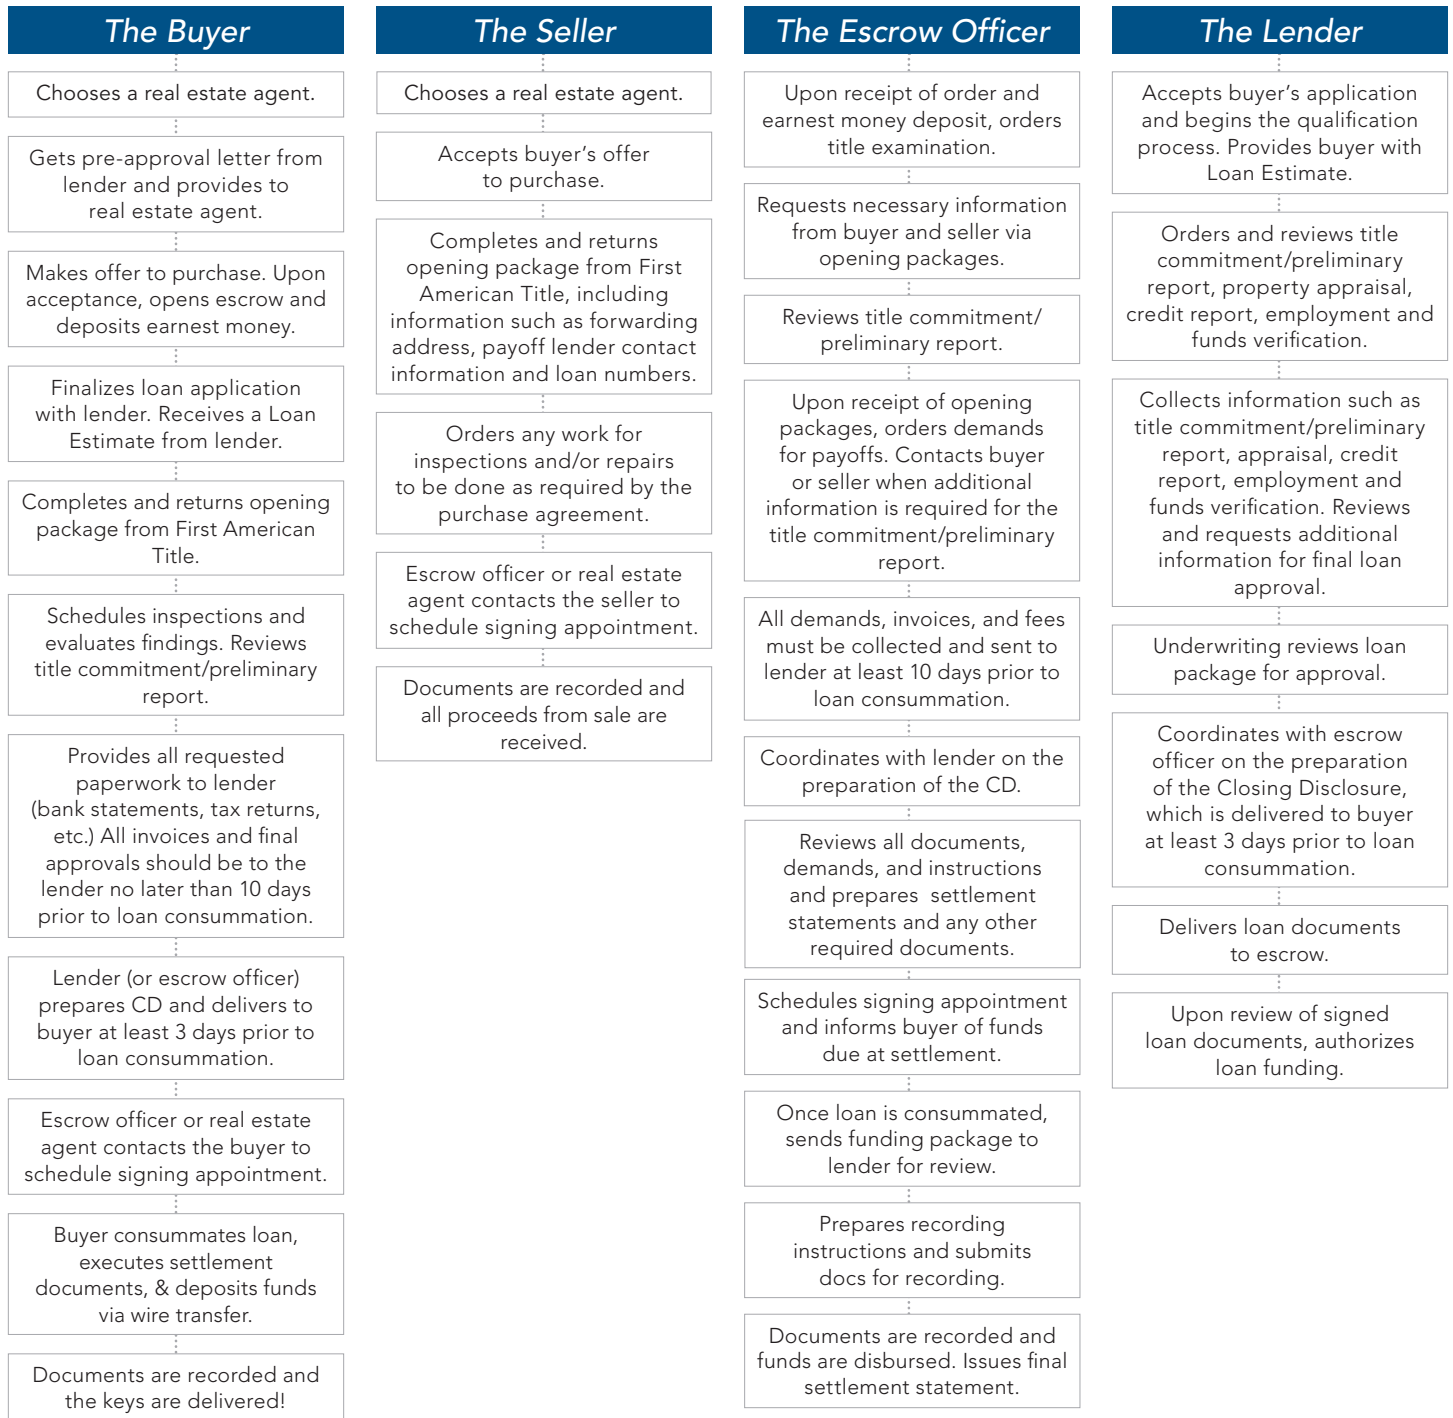 The Buyer
Chooses a real estate agent.
Gets pre-approval letter from
lender and provides to
real estate agent.
Makes offer to purchase. Upon
acceptance, opens escrow and
deposits earnest money.
Finalizes loan application
with lender. Receives a Loan
Estimate from lender.
Completes and returns opening
package from First American
Title.
Schedules inspections and
evaluates findings. Reviews
title commitment/preliminary
report.
Provides all requested
paperwork to lender
(bank statements, tax returns,
etc.) All invoices and final
approvals should be to the
lender no later than 10 days
prior to loan consummation.
Lender (or escrow officer)
prepares CD and delivers to
buyer at least 3 days prior to
loan consummation.
Escrow officer or real estate
agent contacts the buyer to
schedule signing appointment.
Buyer consummates loan,
executes settlement
documents, & deposits funds
via wire transfer.
Documents are recorded and
the keys are delivered!
The Seller
Chooses a real estate agent.
Accepts buyer's offer
to purchase.
Completes and returns
opening package from First
American Title, including
information such as forwarding
address, payoff lender contact
information and loan numbers.
Orders any work for
inspections and/or repairs
to be done as required by the
purchase agreement.
Escrow officer or real estate
agent contacts the seller to
schedule signing appointment.
Documents are recorded and
all proceeds from sale are
received.
The Escrow Officer
Upon receipt of order and
earnest money deposit, orders
title examination.
Requests necessary information
from buyer and seller via
opening packages.
Reviews title commitment/
preliminary report.
Upon receipt of opening
packages, orders demands
for payoffs. Contacts buyer
or seller when additional
information is required for the
title commitment/preliminary
report.
All demands, invoices, and fees
must be collected and sent to
lender at least 10 days prior to
loan consummation.
Coordinates with lender on the
preparation of the CD.
Reviews all documents,
demands, and instructions
and prepares settlement
statements and any other
required documents.
Schedules signing appointment
and informs buyer of funds
due at settlement.
Once loan is consummated,
sends funding package to
lender for review.
Prepares recording
instructions and submits
docs for recording.
Documents are recorded and
funds are disbursed. Issues final
settlement statement.
The Lender
Accepts buyer's application
and begins the qualification
process. Provides buyer with
Loan Estimate.
Orders and reviews title
commitment/preliminary
report, property appraisal,
credit report, employment and
funds verification.
Collects information such as
title commitment/preliminary
report, appraisal, credit
report, employment and
funds verification. Reviews
and requests additional
information for final loan
approval.
Underwriting reviews loan
package for approval.
Coordinates with escrow
officer on the preparation
of the Closing Disclosure,
which is delivered to buyer
at least 3 days prior to loan
consummation.
Delivers loan documents
to escrow.
Upon review of signed
loan documents, authorizes
loan funding.